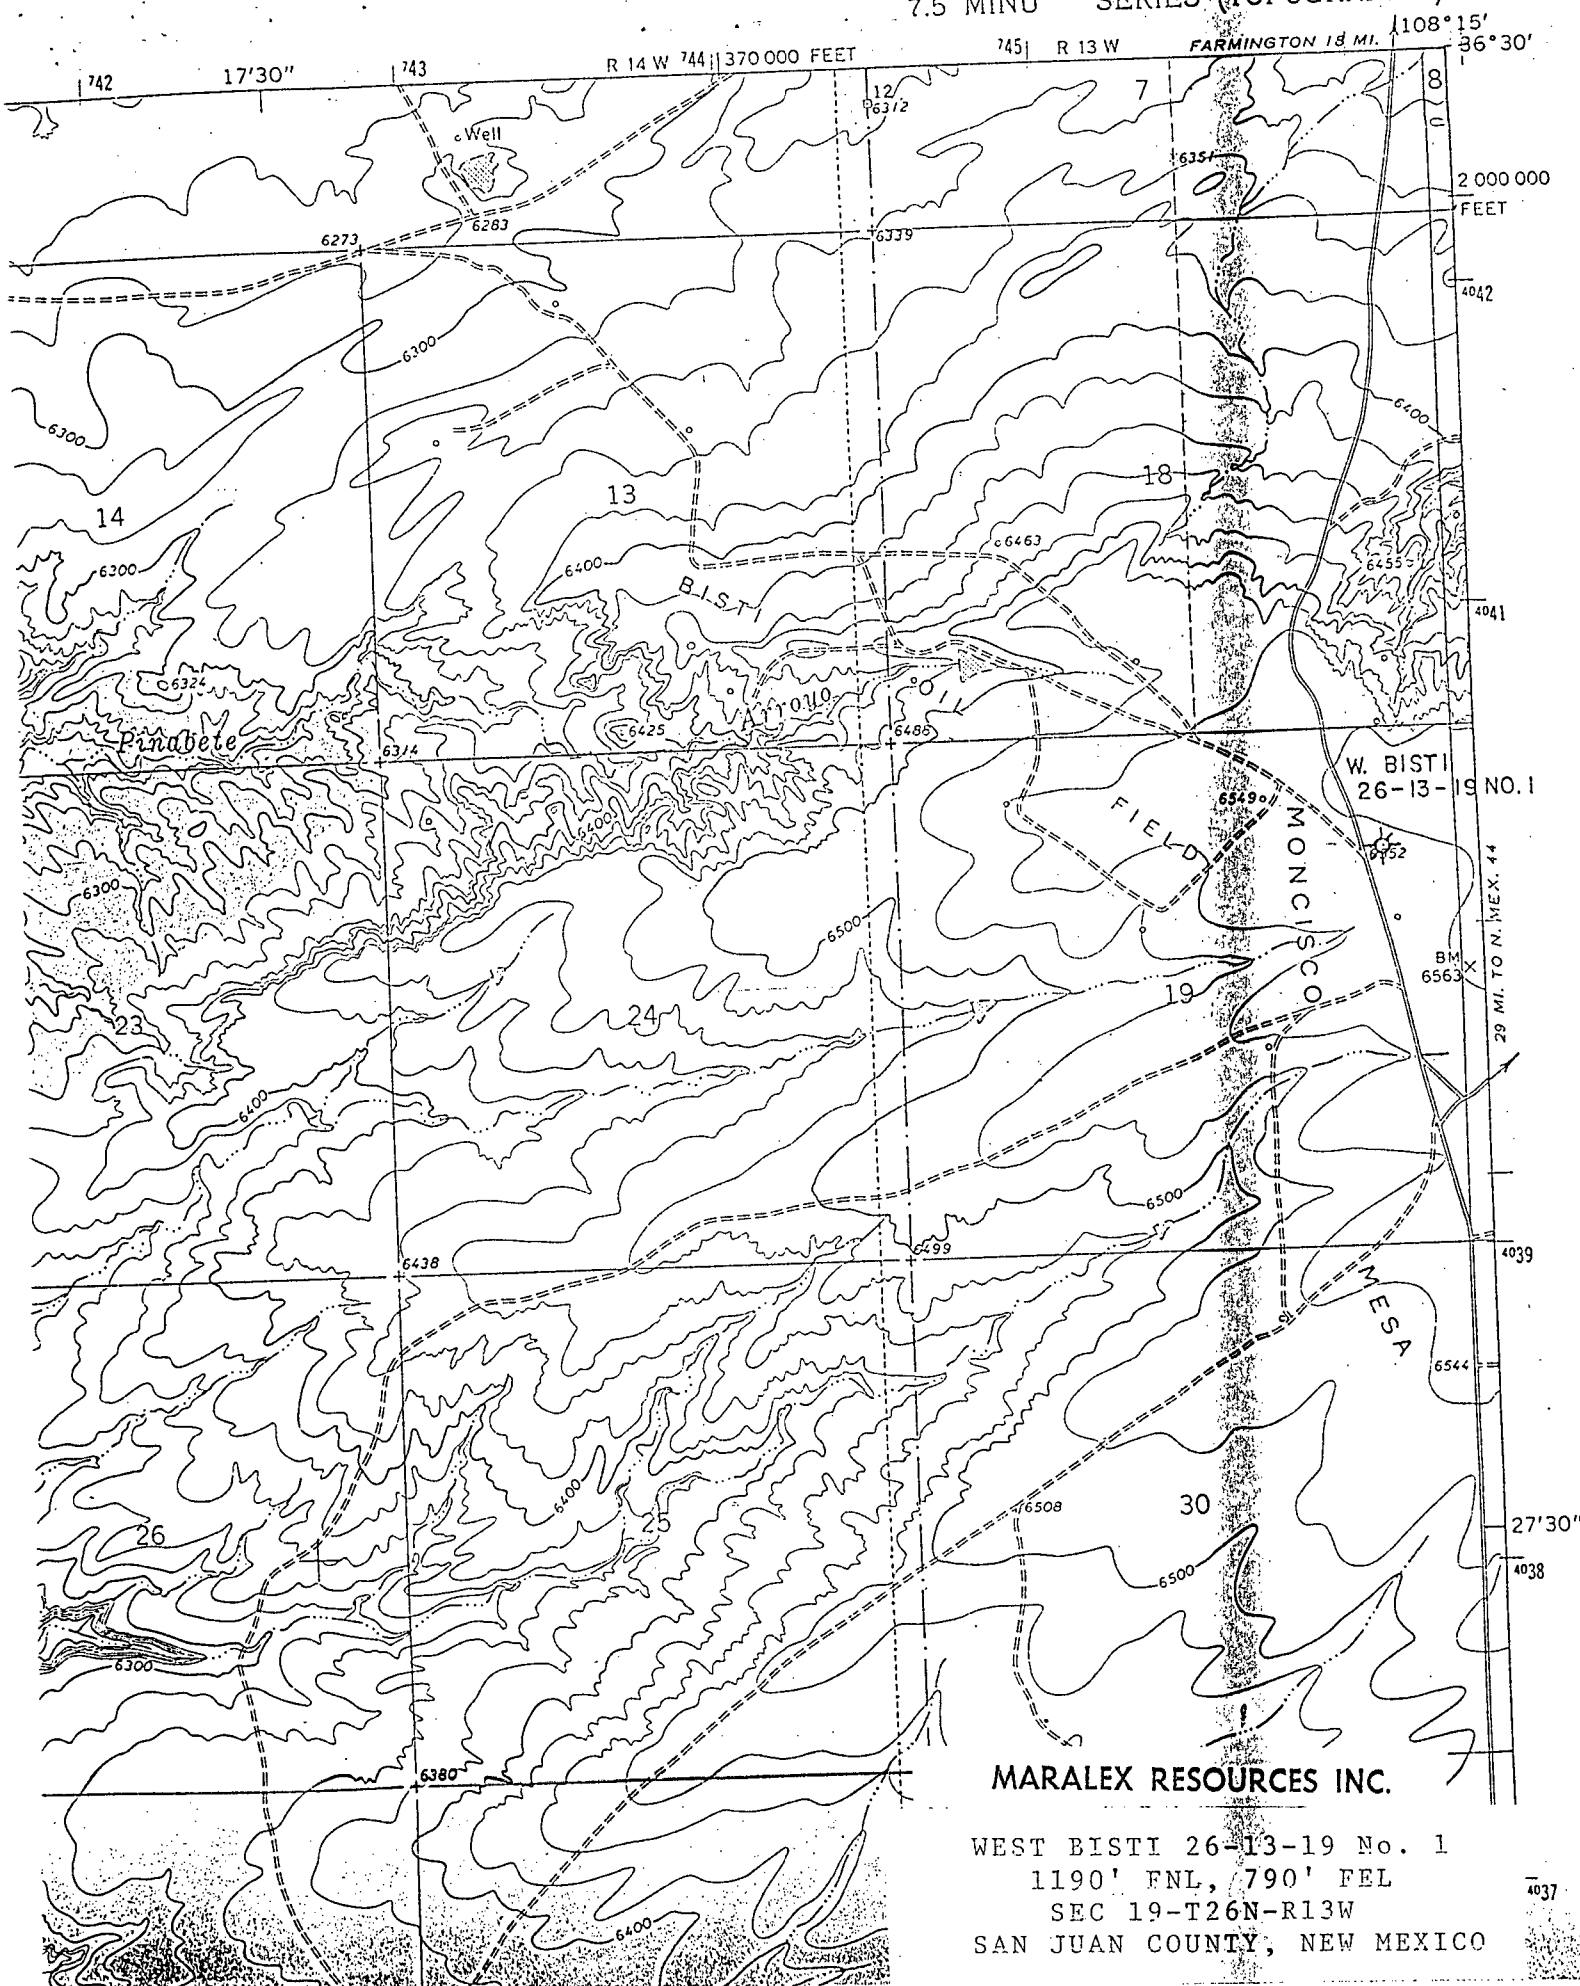 7.5 MINU SERIES
108°15'
742
17'30"
743
R 14 W
744
370 000 FEET
745
R 13 W
FARMINGTON 18 MI.
36°30'
12
6312
7
8
Well
6351
2 000 000
FEET
6283
6273
6339
4042
6300
6300
6400
13
18
14
6463
6300
6400
6455
BISTI
4041
6324
Arroyo
OIL
6425
6486
Pinabete
6314
W. BISTI
26-13-19 NO.1
6549
FIELD
6400
MONCISCO
6552
6300
29 MI. TO N. MEX. 44
6500
BM
6563
19
23
24
6400
6500
6438
6499
4039
MESA
6544
6400
6508
30
27'30"
26
25
6500
4038
6300
6380
MARALEX RESOURCES INC.
WEST BISTI 26-13-19 No. 1
1190' FNL, 790' FEL
SEC 19-T26N-R13W
SAN JUAN COUNTY, NEW MEXICO
4037
6400